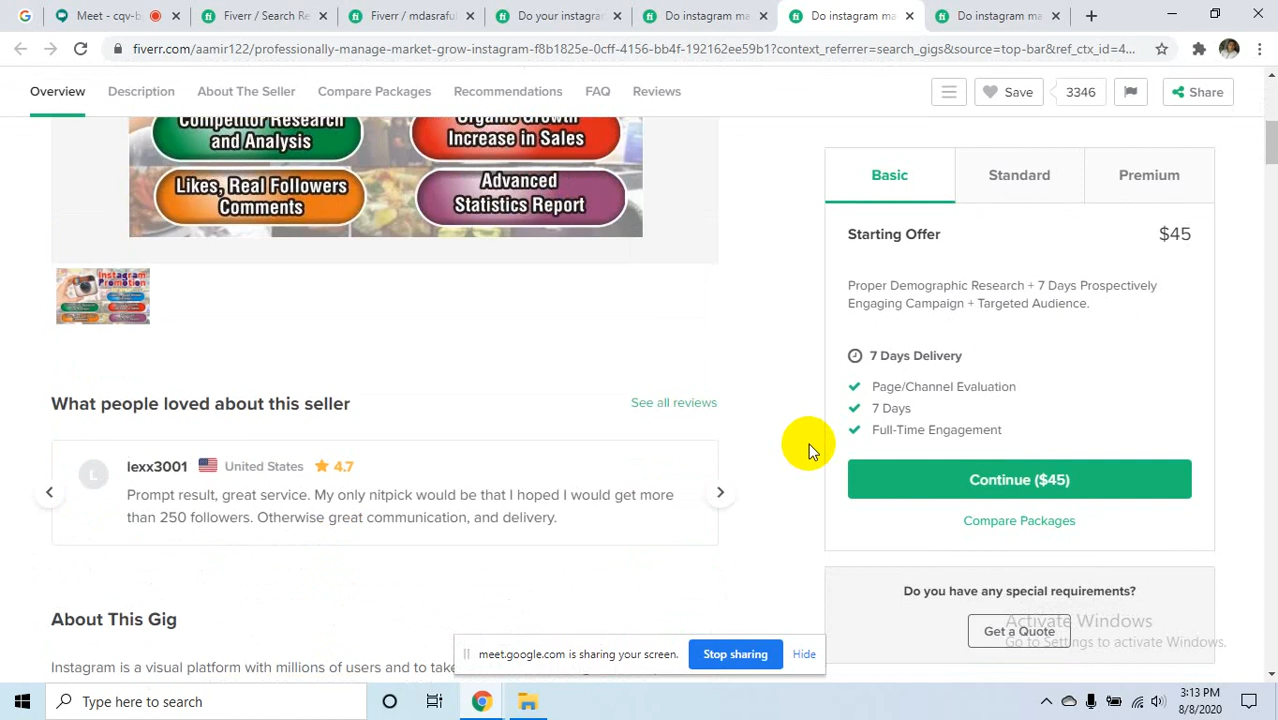 Meet - cqv-b
Fiverr / Search Re
Fiverr / mdasraful
Do your instagra
Do instagram ma
Do instagram ma
Do instagram ma
fiverr.com/aamir122/professionally-manage-market-grow-instagram-f8b1825e-0cff-4156-bb4f-192162ee59b1?context_referrer=search_gigs&source=top-bar&ref_ctx_id=4...
Overview
Description
About The Seller
Compare Packages
Recommendations
FAQ
Reviews
Save
3346
Share
Competitor Research
and Analysis
Organic Growth
Increase in Sales
Likes, Real Followers
Comments
Advanced
Statistics Report
Instagram
Promotion
Basic
Standard
Premium
Starting Offer
$45
Proper Demographic Research + 7 Days Prospectively
Engaging Campaign + Targeted Audience.
7 Days Delivery
Page/Channel Evaluation
7 Days
Full-Time Engagement
Continue ($45)
Compare Packages
Do you have any special requirements?
Get a Quote
What people loved about this seller
See all reviews
L
lexx3001
United States
4.7
Prompt result, great service. My only nitpick would be that I hoped I would get more
than 250 followers. Otherwise great communication, and delivery.
About This Gig
Instagram is a visual platform with millions of users and to take
meet.google.com is sharing your screen.
Stop sharing
Hide
Activate Windows
Go to Settings to activate Windows.
Type here to search
3:13 PM
8/8/2020